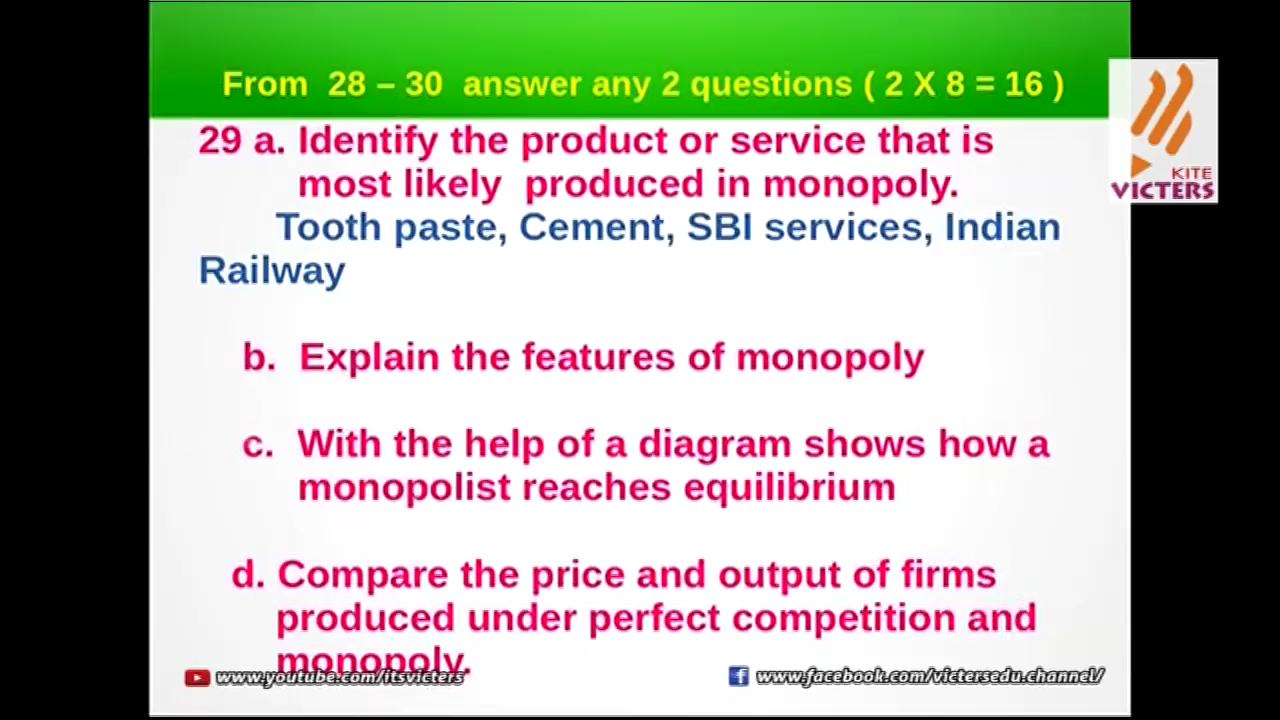 From 28 – 30 answer any 2 questions ( 2 X 8 = 16 )
29 a. Identify the product or service that is
most likely produced in monopoly.
Tooth paste, Cement, SBI services, Indian
Railway
b. Explain the features of monopoly
c. With the help of a diagram shows how a
monopolist reaches equilibrium
d. Compare the price and output of firms
produced under perfect competition and
monopoly.
KITE
VICTERS
www.youtube.com/itsvicters
www.facebook.com/victersedu.channel/